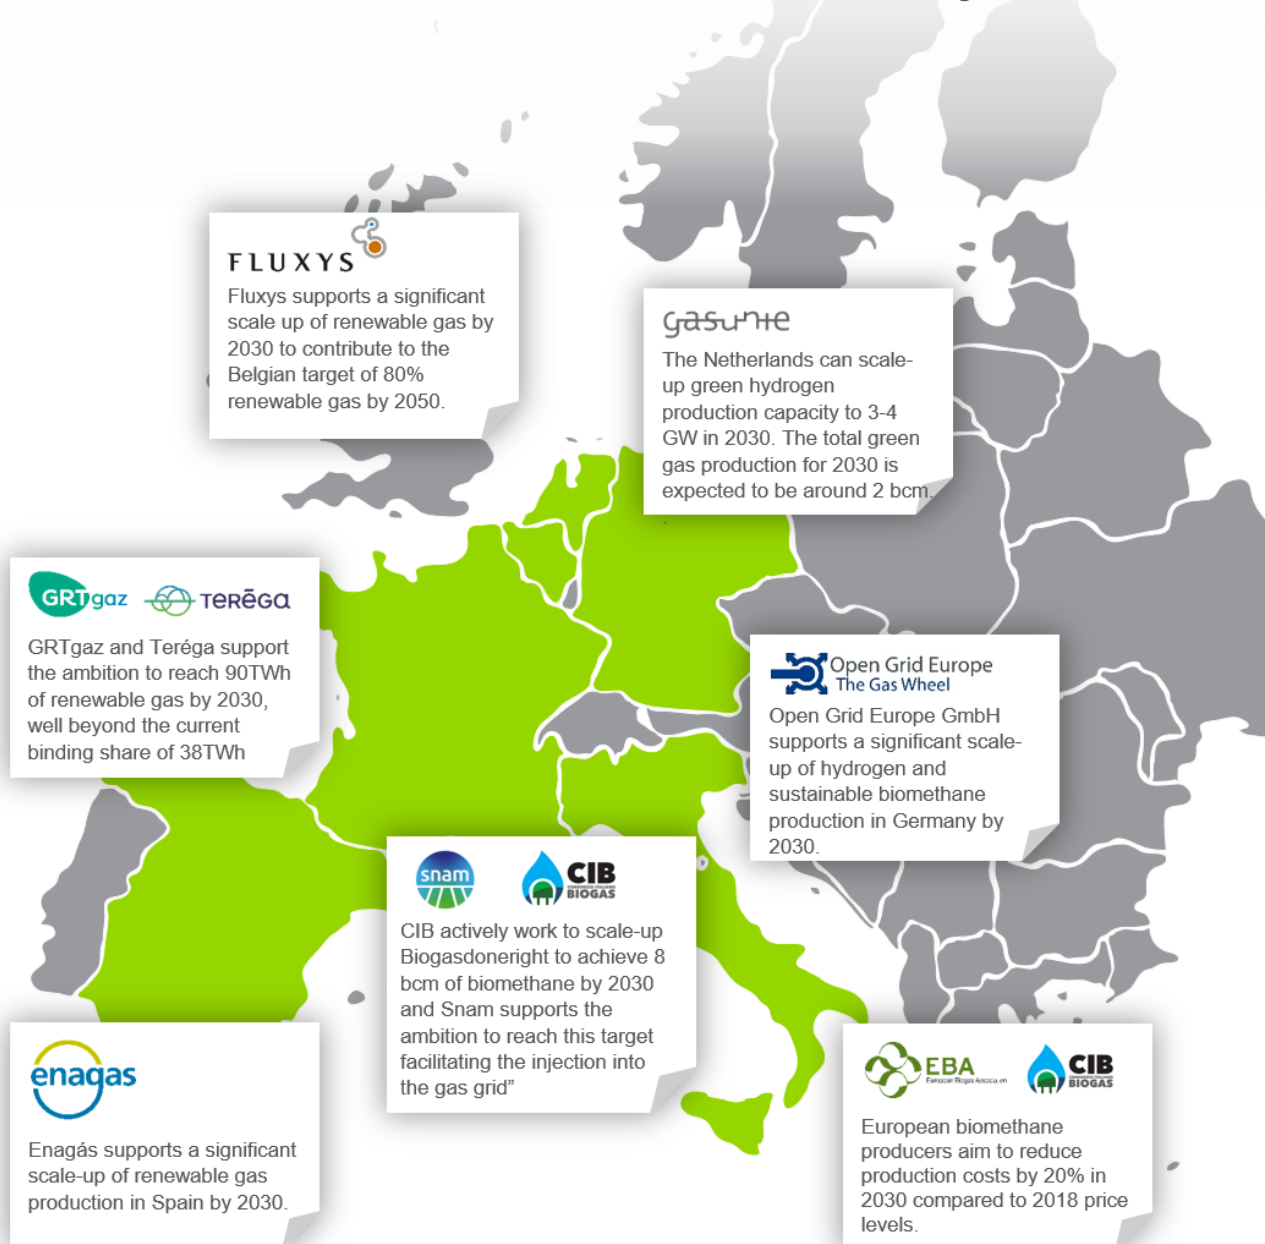 FLUXYS
Fluxys supports a significant
scale up of renewable gas by
2030 to contribute to the
Belgian target of 80%
renewable gas by 2050.
gasunie
The Netherlands can scale-
up green hydrogen
production capacity to 3-4
GW in 2030. The total green
gas production for 2030 is
expected to be around 2 bcm.
GRTgaz TERĒGA
GRTgaz and Teréga support
the ambition to reach 90TWh
of renewable gas by 2030,
well beyond the current
binding share of 38TWh
Open Grid Europe
The Gas Wheel
Open Grid Europe GmbH
supports a significant scale-
up of hydrogen and
sustainable biomethane
production in Germany by
2030.
snam CIB
CONSORZIO ITALIANO
BIOGAS
CIB actively work to scale-up
Biogasdoneright to achieve 8
bcm of biomethane by 2030
and Snam supports the
ambition to reach this target
facilitating the injection into
the gas grid”
enagas
Enagás supports a significant
scale-up of renewable gas
production in Spain by 2030.
EBA CIB
European Biogas Association
CONSORZIO ITALIANO
BIOGAS
European biomethane
producers aim to reduce
production costs by 20% in
2030 compared to 2018 price
levels.